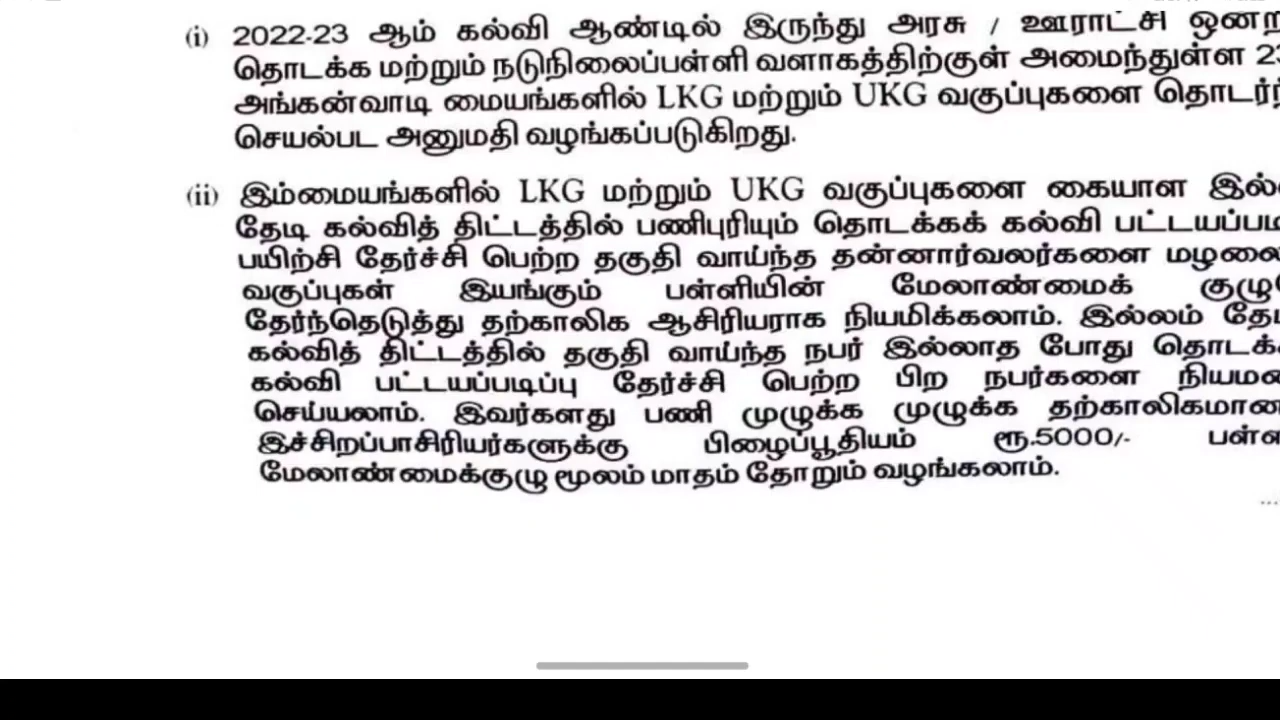 (i) 2022-23 ஆம் கல்வி ஆண்டில் இருந்து அரசு / ஊராட்சி
தொடக்க மற்றும் நடுநிலைப்பள்ளி வளாகத்திற்குள் அமைந்துள்ள
அங்கன்வாடி மையங்களில் LKG மற்றும் UKG வகுப்புகளை
செயல்பட அனுமதி வழங்கப்படுகிறது.
(ii) இம்மையங்களில் LKG மற்றும் UKG வகுப்புகளை கையாள
தேடி கல்வித் திட்டத்தில் பணிபுரியும் தொடக்கக் கல்வி
பயிற்சி தேர்ச்சி பெற்ற தகுதி வாய்ந்த தன்னார்வலர்களை மழலை
வகுப்புகள் இயங்கும் பள்ளியின் மேலாண்மைக்
தேர்ந்தெடுத்து தற்காலிக ஆசிரியராக நியமிக்கலாம். இல்லம்
கல்வித் திட்டத்தில் தகுதி வாய்ந்த நபர் இல்லாத போது
கல்வி பட்டயப்படிப்பு தேர்ச்சி பெற்ற பிற நபர்களை
செய்யலாம். இவர்களது பணி முழுக்க முழுக்க தற்காலிகமான
இச்சிறப்பாசிரியர்களுக்கு பிழைப்பூதியம் ரூ.5000/-
மேலாண்மைக்குழு மூலம் மாதம் தோறும் வழங்கலாம்.